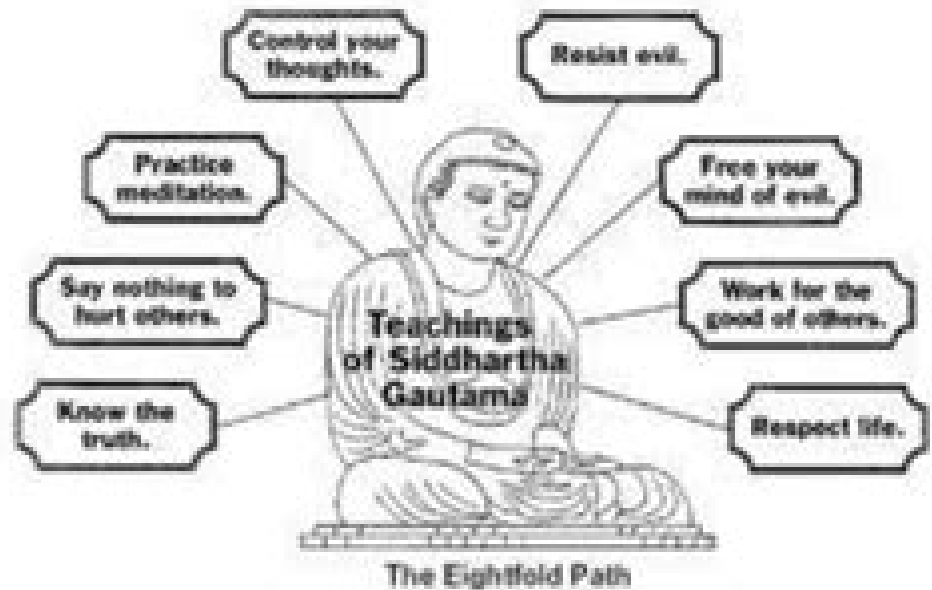 Control your
thoughts.
Resist evil.
Practice
meditation.
Free your
mind of evil.
Say nothing to
hurt others.
Work for the
good of others.
Teachings
of Siddhartha
Gautama
Know the
truth.
Respect life.
The Eightfold Path